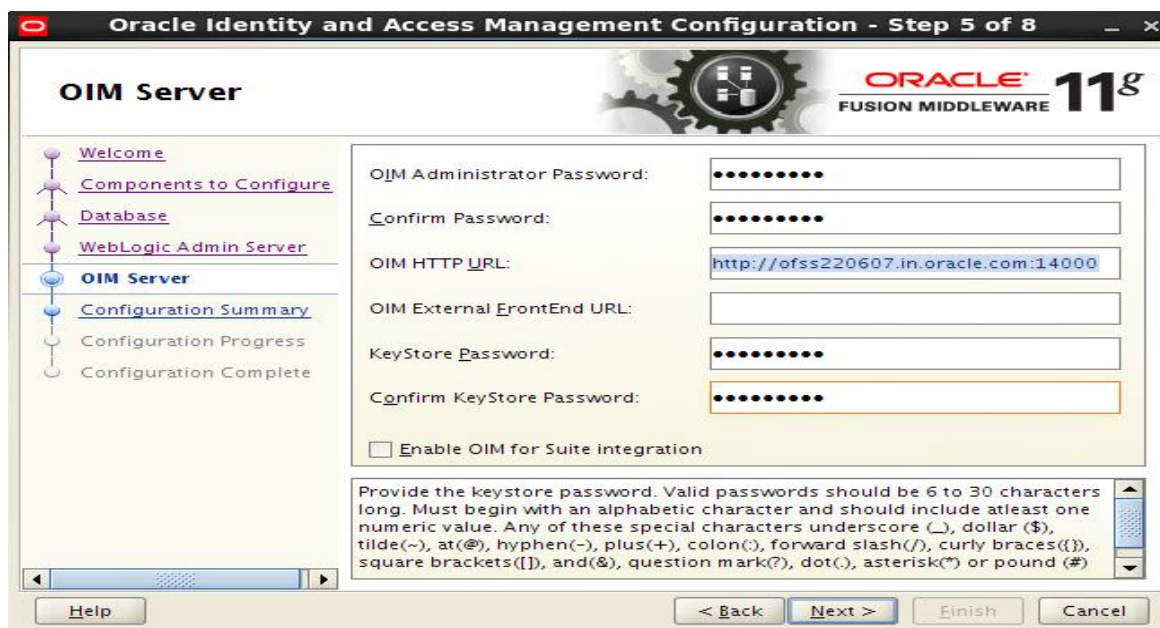 Oracle Identity and Access Management Configuration - Step 5 of 8
OIM Server
ORACLE
FUSION MIDDLEWARE 11g
Welcome
Components to Configure
Database
WebLogic Admin Server
OIM Server
Configuration Summary
Configuration Progress
Configuration Complete
OIM Administrator Password: •••••••••
Confirm Password: •••••••••
OIM HTTP URL: http://ofss220607.in.oracle.com:14000
OIM External FrontEnd URL:
KeyStore Password: •••••••••
Confirm KeyStore Password: •••••••••
Enable OIM for Suite integration
Provide the keystore password. Valid passwords should be 6 to 30 characters
long. Must begin with an alphabetic character and should include atleast one
numeric value. Any of these special characters underscore (_), dollar ($),
tilde(~), at(@), hyphen(-), plus(+), colon(:), forward slash(/), curly braces({}),
square brackets([]), and(&), question mark(?), dot(.), asterisk(*) or pound (#)
Help
< Back
Next >
Finish
Cancel